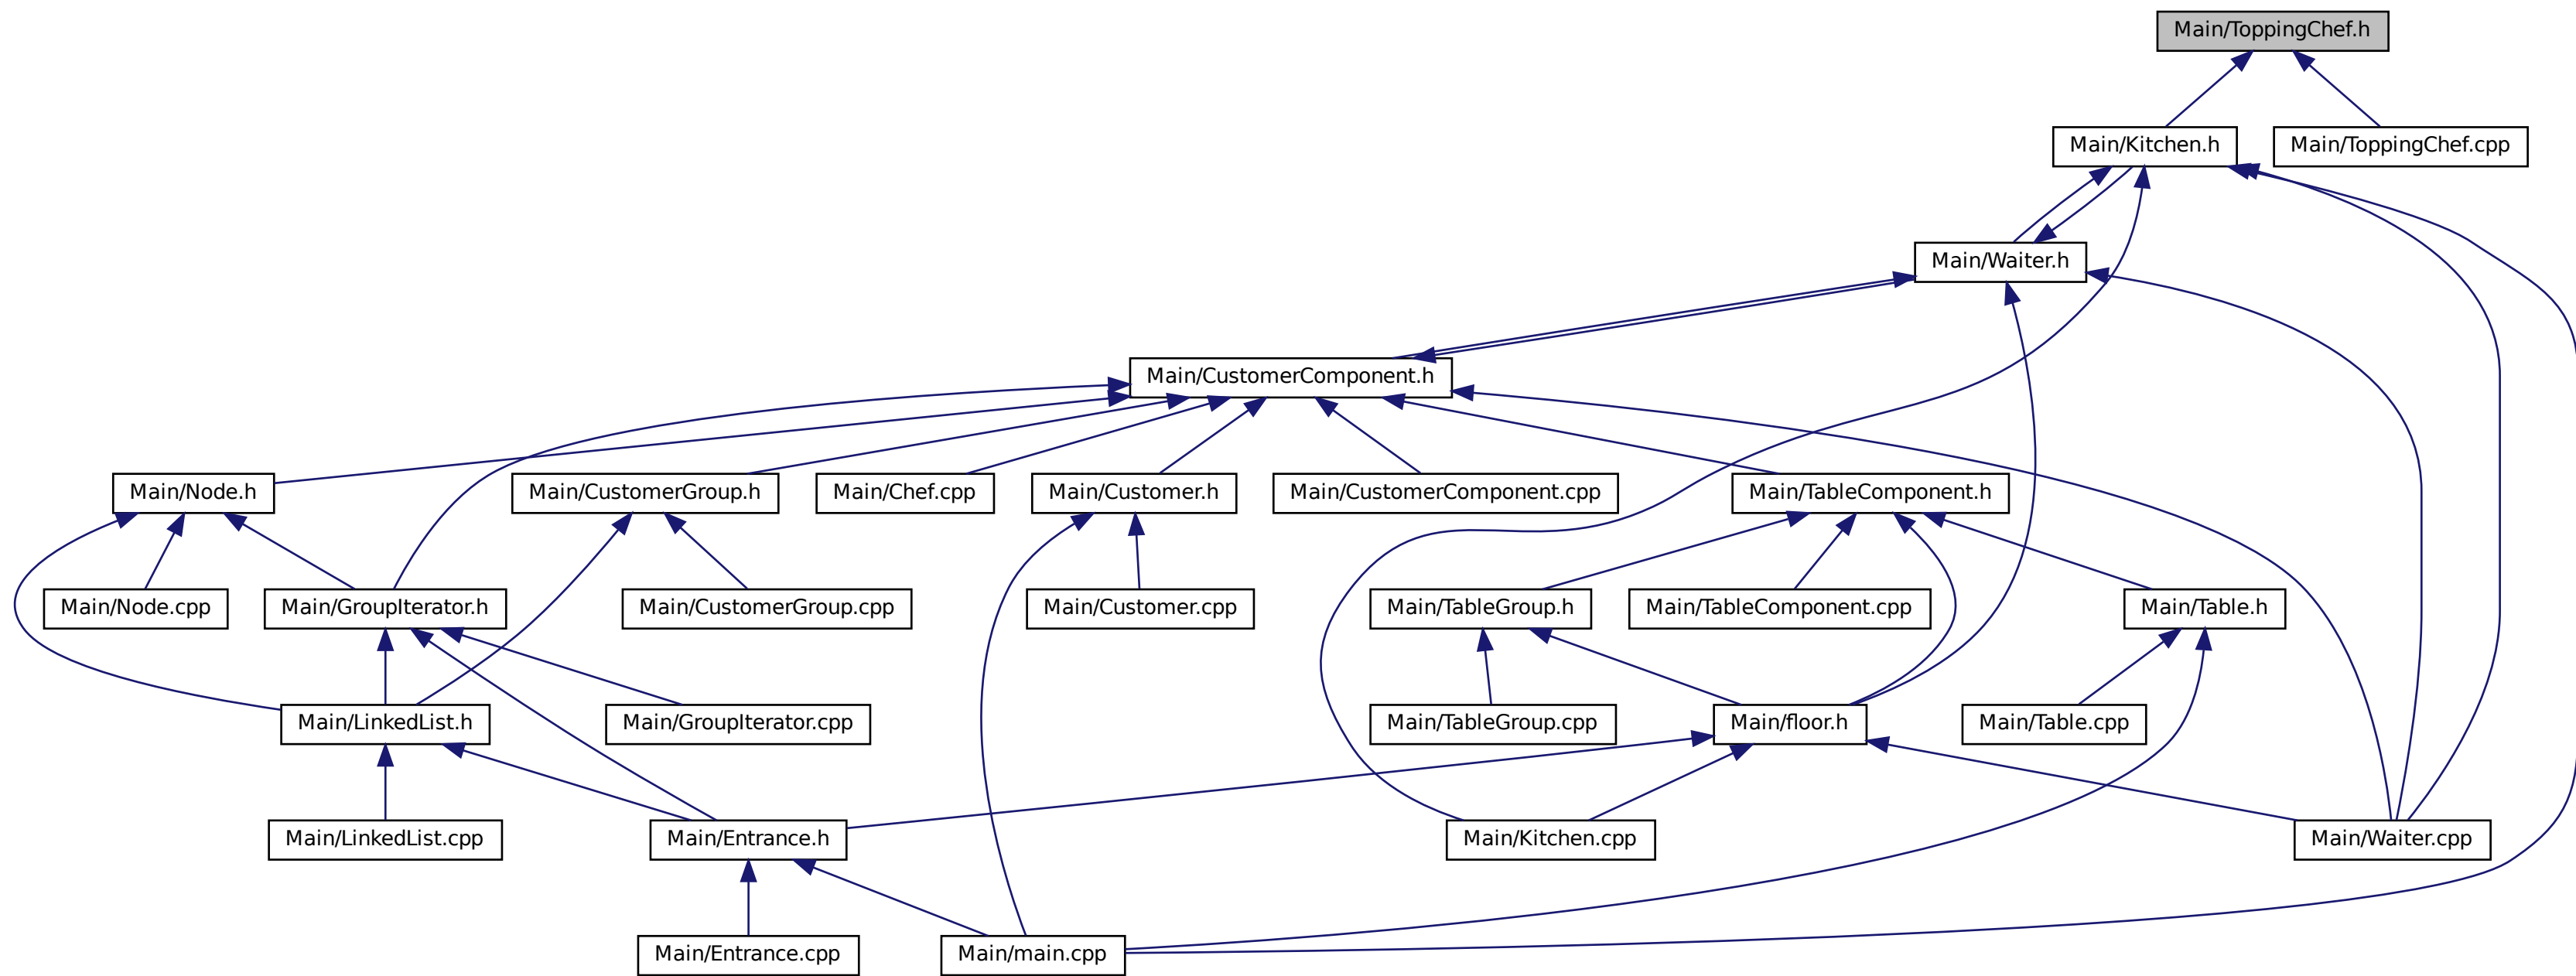 Main/ToppingChef.h
Main/Kitchen.h
Main/ToppingChef.cpp
Main/Waiter.h
Main/CustomerComponent.h
Main/Node.h
Main/CustomerGroup.h
Main/Chef.cpp
Main/Customer.h
Main/CustomerComponent.cpp
Main/TableComponent.h
Main/Node.cpp
Main/GroupIterator.h
Main/CustomerGroup.cpp
Main/Customer.cpp
Main/TableGroup.h
Main/TableComponent.cpp
Main/Table.h
Main/LinkedList.h
Main/GroupIterator.cpp
Main/TableGroup.cpp
Main/floor.h
Main/Table.cpp
Main/LinkedList.cpp
Main/Entrance.h
Main/Kitchen.cpp
Main/Waiter.cpp
Main/Entrance.cpp
Main/main.cpp